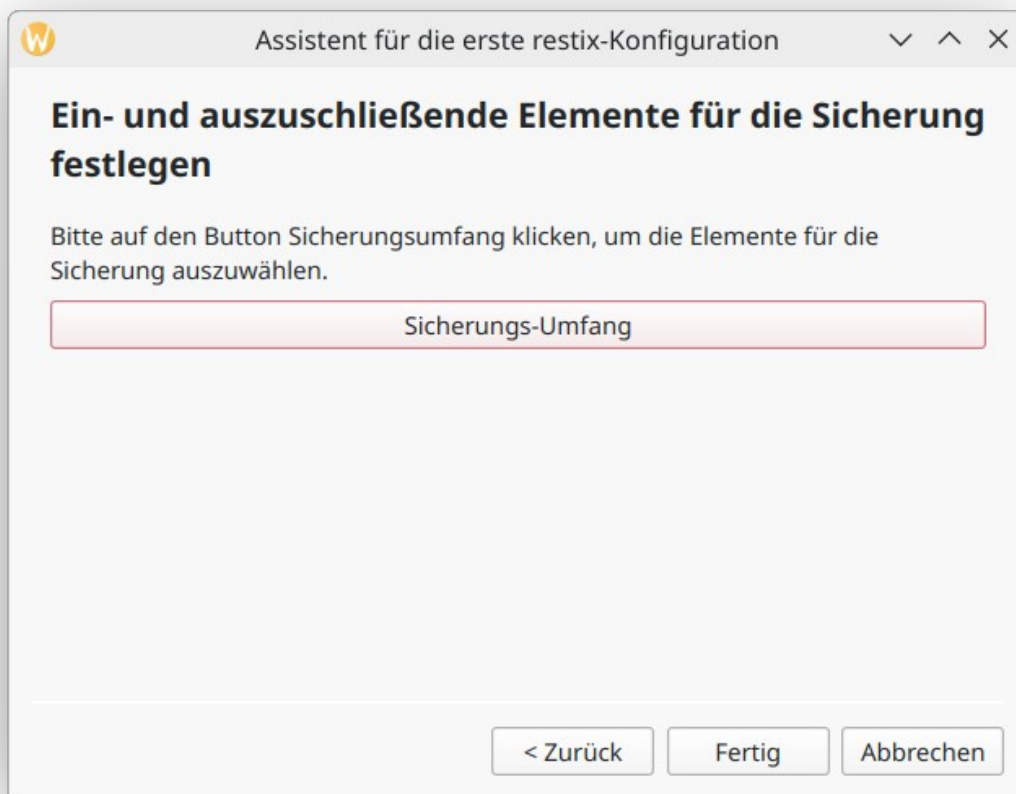 Assistent für die erste restix-Konfiguration
Ein- und auszuschließende Elemente für die Sicherung
festlegen
Bitte auf den Button Sicherungsumfang klicken, um die Elemente für die
Sicherung auszuwählen.
Sicherungs-Umfang
< Zurück
Fertig
Abbrechen